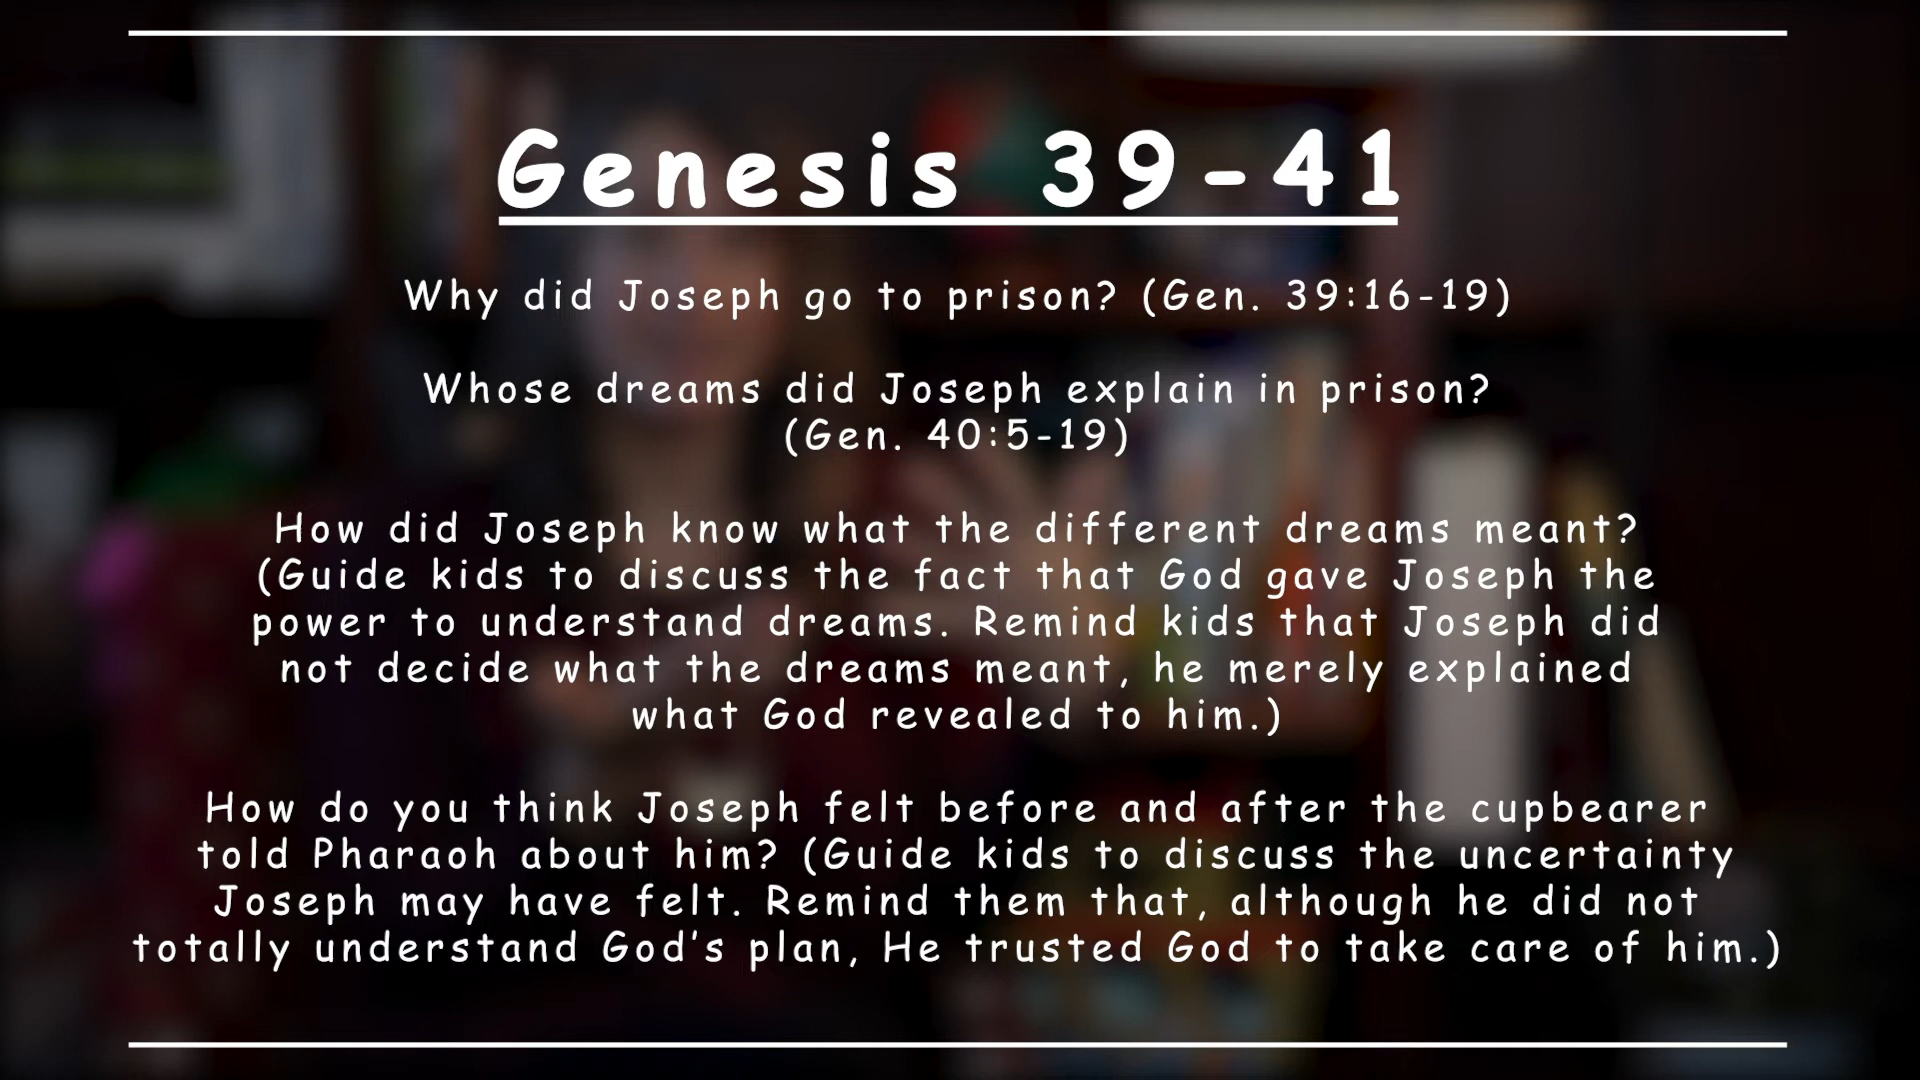 Genesis 39-41
Why did Joseph go to prison? (Gen. 39:16-19)
Whose dreams did Joseph explain in prison?
(Gen. 40:5-19)
How did Joseph know what the different dreams meant?
(Guide kids to discuss the fact that God gave Joseph the
power to understand dreams. Remind kids that Joseph did
not decide what the dreams meant, he merely explained
what God revealed to him.)
How do you think Joseph felt before and after the cupbearer
told Pharaoh about him? (Guide kids to discuss the uncertainty
Joseph may have felt. Remind them that, although he did not
totally understand God's plan, He trusted God to take care of him.)